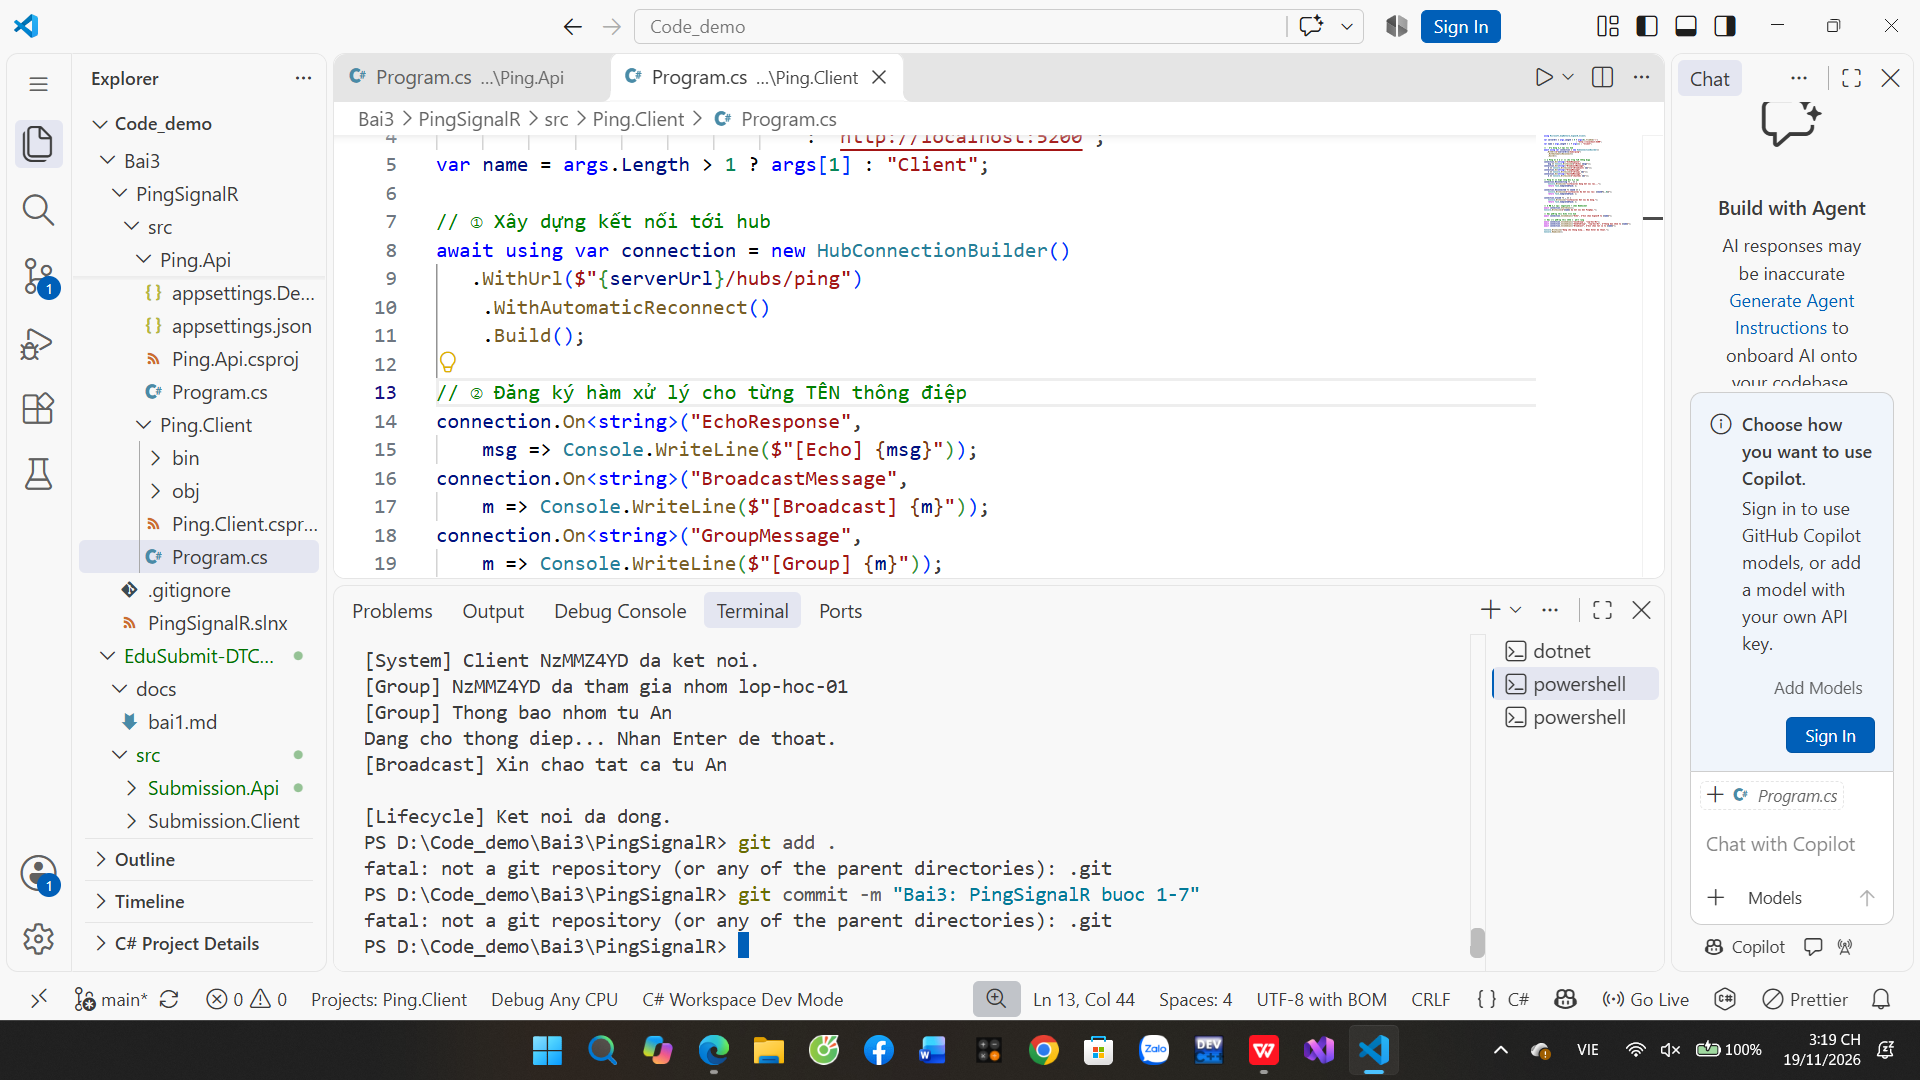 Code_demo
Sign In
Explorer
Code_demo
Bai3
PingSignalR
src
Ping.Api
appsettings.De...
appsettings.json
Ping.Api.csproj
Program.cs
Ping.Client
bin
obj
Ping.Client.cspr...
Program.cs
.gitignore
PingSignalR.slnx
EduSubmit-DTC...
docs
bai1.md
src
Submission.Api
Submission.Client
Outline
Timeline
C# Project Details
1
1
Program.cs ...\Ping.Api
Program.cs ...\Ping.Client
Bai3 > PingSignalR > src > Ping.Client > Program.cs
4 : "http://localhost:5200";
5 var name = args.Length > 1 ? args[1] : "Client";
6
7 // ① Xây dựng kết nối tới hub
8 await using var connection = new HubConnectionBuilder()
9 .WithUrl($"{serverUrl}/hubs/ping")
10 .WithAutomaticReconnect()
11 .Build();
12
13 // ② Đăng ký hàm xử lý cho từng TÊN thông điệp
14 connection.On<string>("EchoResponse",
15 msg => Console.WriteLine($"[Echo] {msg}"));
16 connection.On<string>("BroadcastMessage",
17 m => Console.WriteLine($"[Broadcast] {m}"));
18 connection.On<string>("GroupMessage",
19 m => Console.WriteLine($"[Group] {m}"));
Problems Output Debug Console Terminal Ports
[System] Client NzMMZ4YD da ket noi.
[Group] NzMMZ4YD da tham gia nhom lop-hoc-01
[Group] Thong bao nhom tu An
Dang cho thong diep... Nhan Enter de thoat.
[Broadcast] Xin chao tat ca tu An
[Lifecycle] Ket noi da dong.
PS D:\Code_demo\Bai3\PingSignalR> git add .
fatal: not a git repository (or any of the parent directories): .git
PS D:\Code_demo\Bai3\PingSignalR> git commit -m "Bai3: PingSignalR buoc 1-7"
fatal: not a git repository (or any of the parent directories): .git
PS D:\Code_demo\Bai3\PingSignalR>
dotnet
powershell
powershell
Chat
Build with Agent
AI responses may
be inaccurate
Generate Agent
Instructions to
onboard AI onto
your codebase
Choose how
you want to use
Copilot.
Sign in to use
GitHub Copilot
models, or add
a model with
your own API
key.
Add Models
Sign In
Program.cs
Chat with Copilot
Models
Copilot
main*
0 0
Projects: Ping.Client
Debug Any CPU
C# Workspace Dev Mode
Ln 13, Col 44
Spaces: 4
UTF-8 with BOM
CRLF
{ } C#
Go Live
Prettier
Zalo
DEV
VIE
100%
3:19 CH
19/11/2026